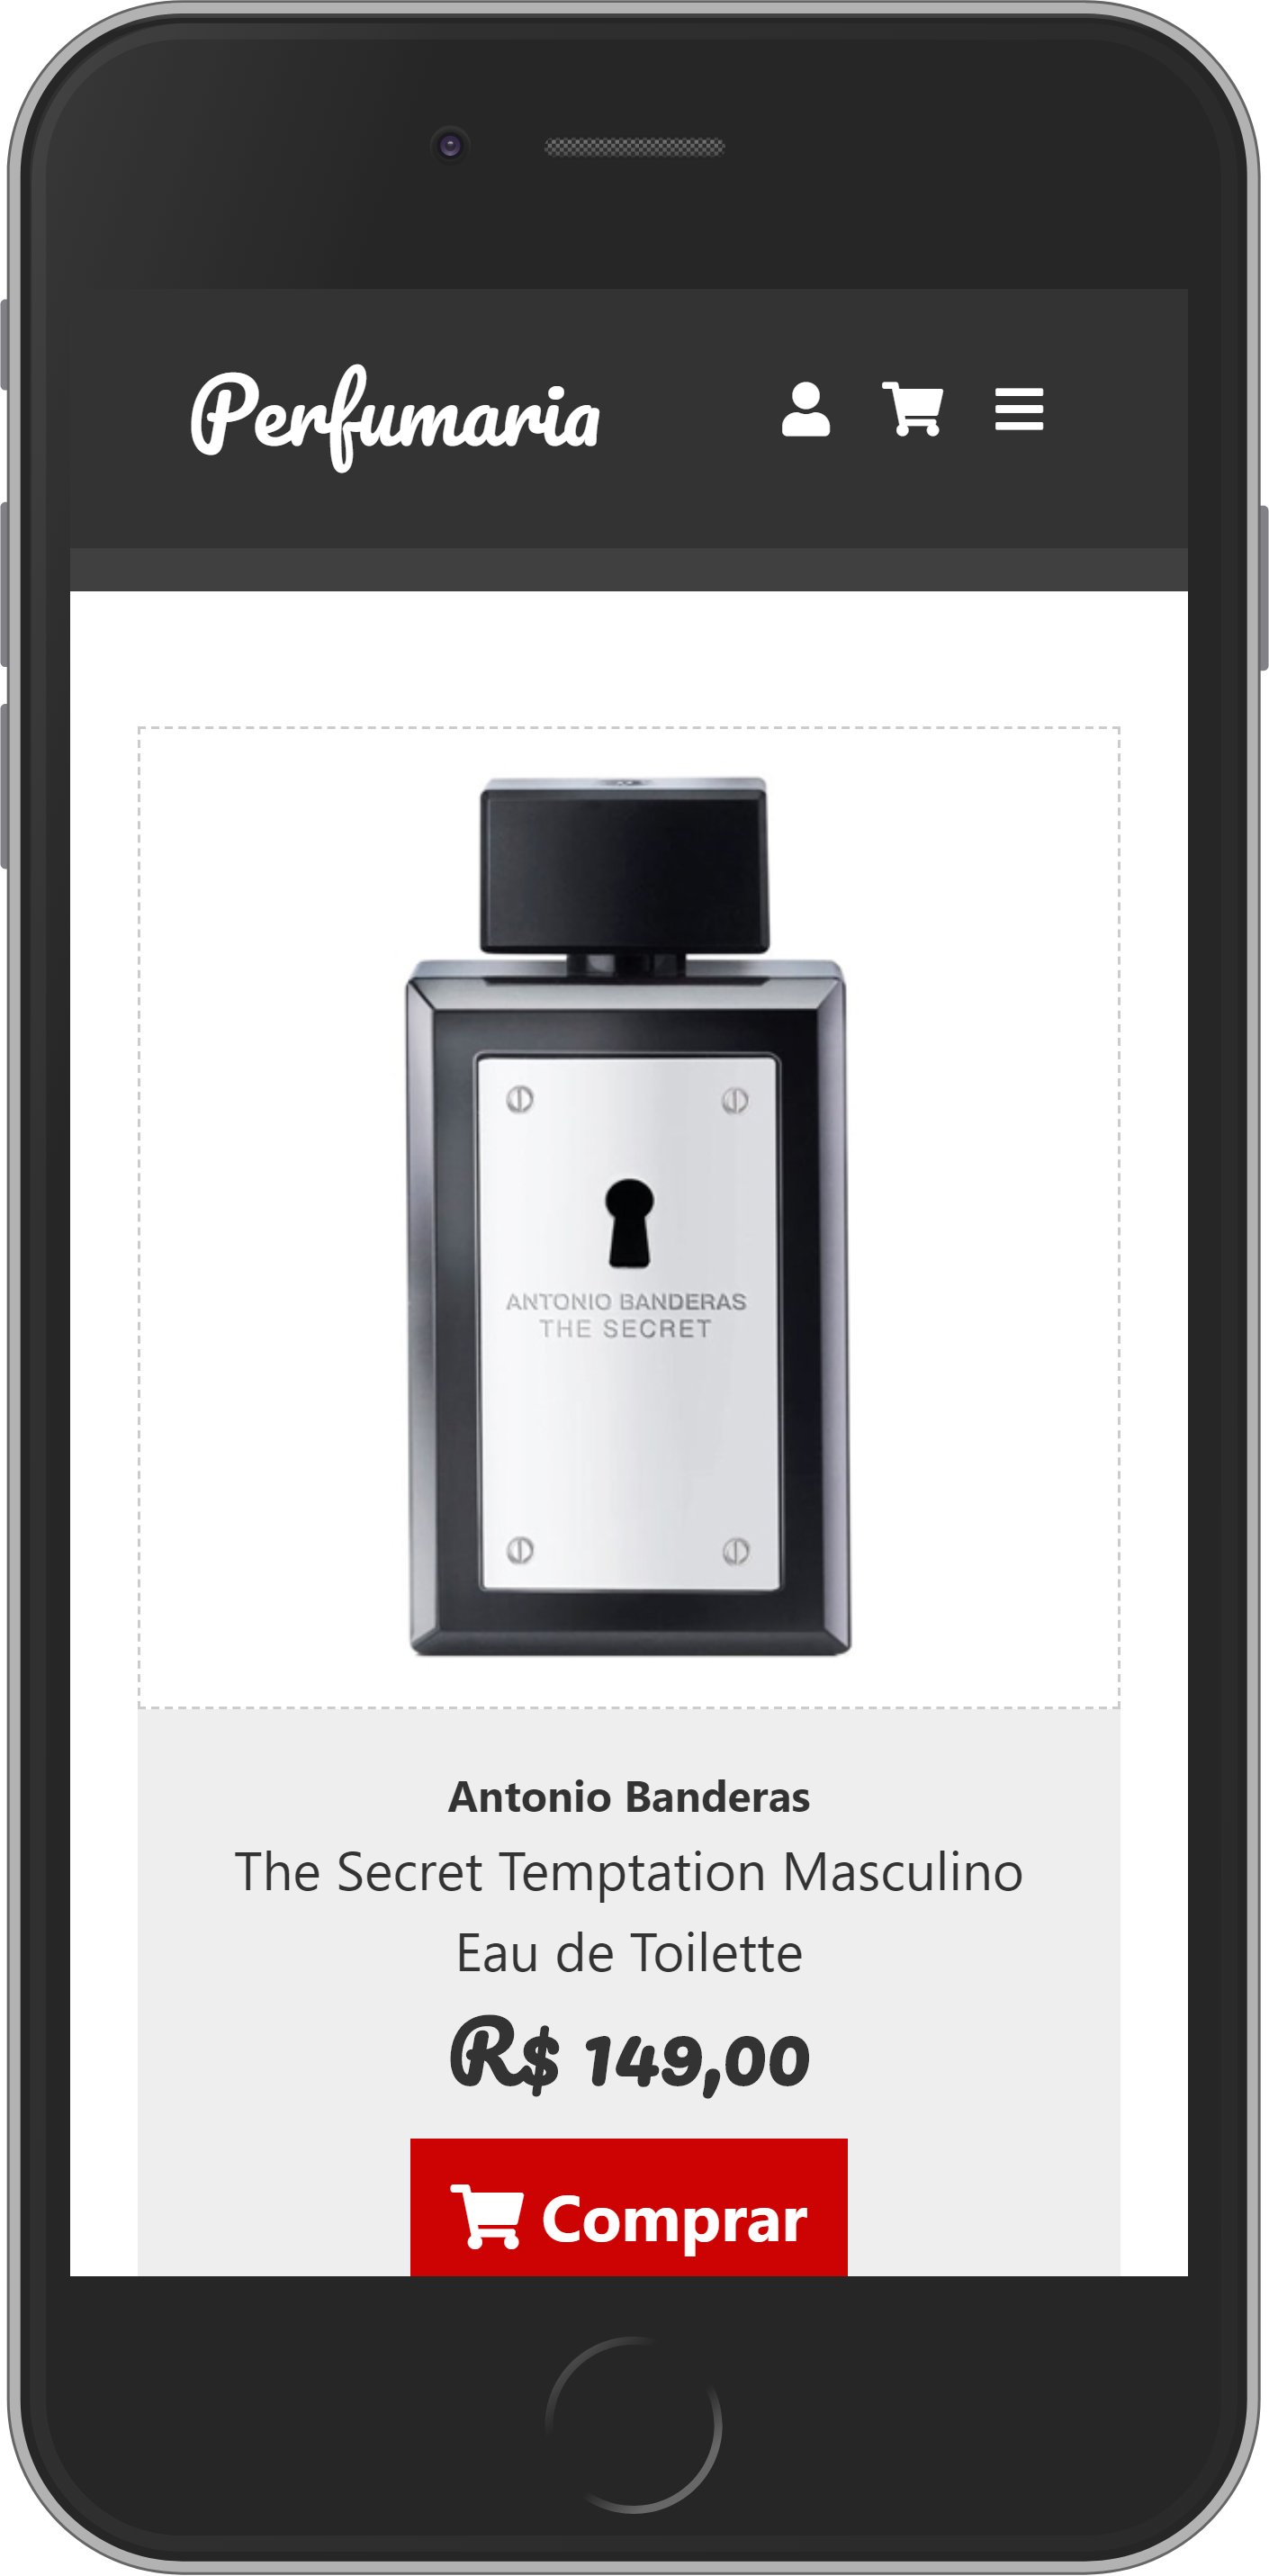 Perfumaria
ANTONIO BANDERAS
THE SECRET
Antonio Banderas
The Secret Temptation Masculino
Eau de Toilette
R$ 149,00
Comprar